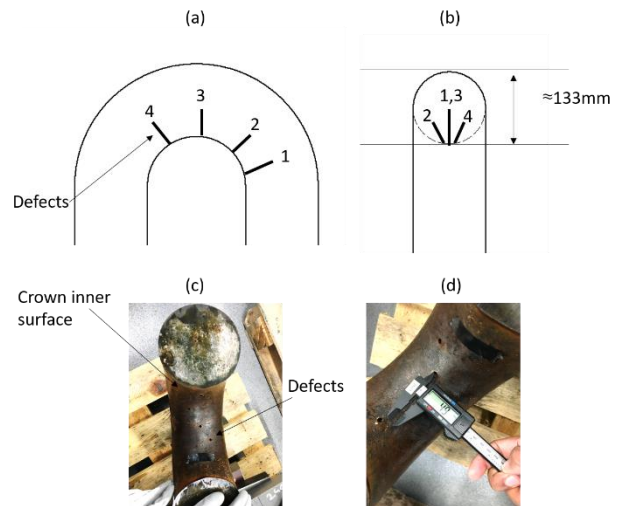 (a)
(b)
4
3
2
1
Defects
1,3
2
4
≈133mm
(c)
(d)
Crown inner
surface
Defects